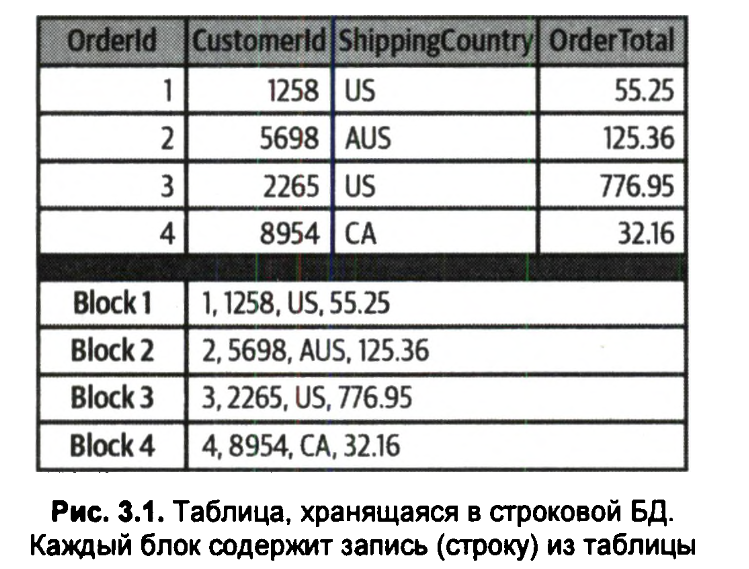 OrderId CustomerId ShippingCountry OrderTotal
1 1258 US 55.25
2 5698 AUS 125.36
3 2265 US 776.95
4 8954 CA 32.16
Block 1 1, 1258, US, 55.25
Block 2 2, 5698, AUS, 125.36
Block 3 3, 2265, US, 776.95
Block 4 4, 8954, CA, 32.16
Рис. 3.1. Таблица, хранящаяся в строковой БД.
Каждый блок содержит запись (строку) из таблицы